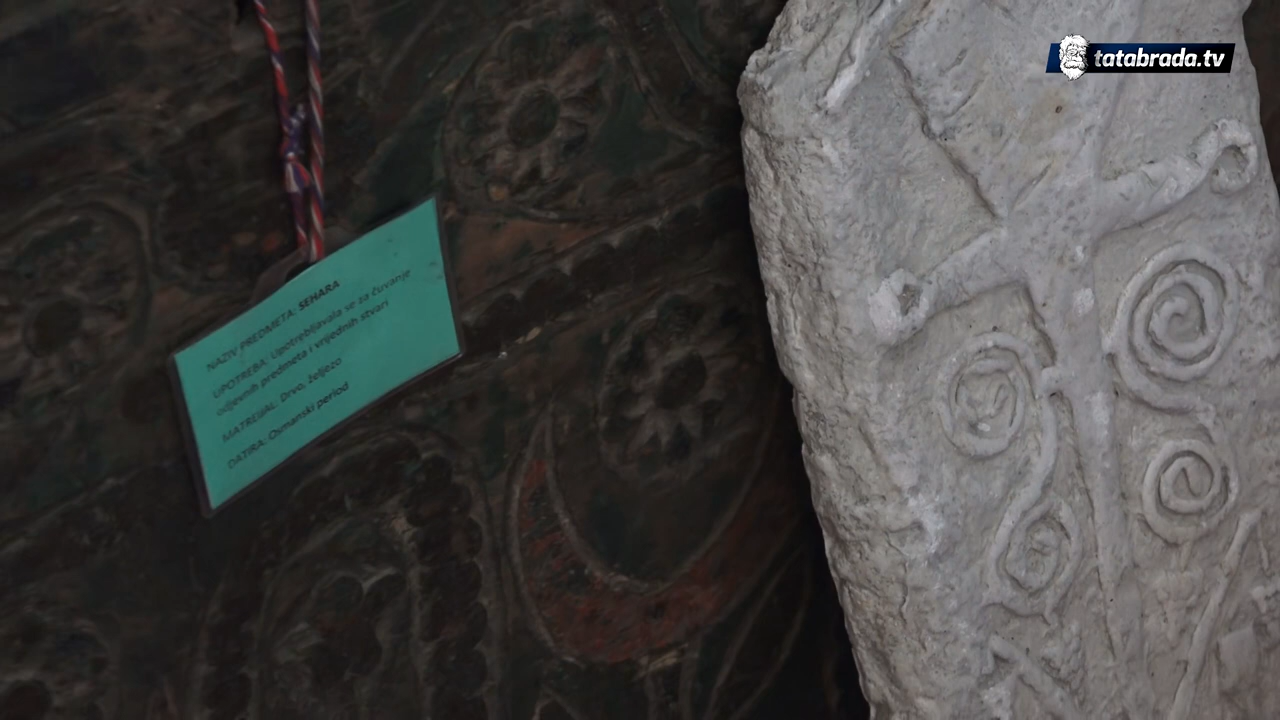 tatabrada.tv
NAZIV PREDMETA: SEHARA
UPOTREBA: Upotrebljavala se za čuvanje
odjevnih predmeta i vrijednih stvari
MATREIJAL: Drvo, željezo
DATIRA: Osmanski period